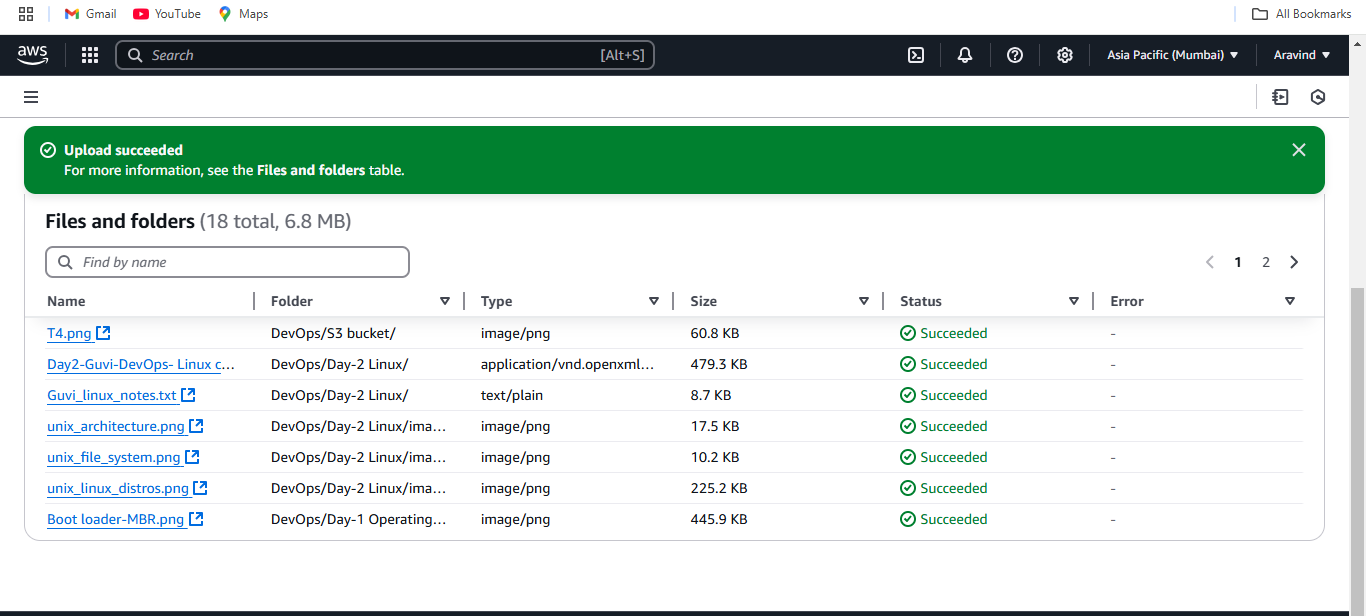 Gmail YouTube Maps All Bookmarks
aws Search [Alt+S] Asia Pacific (Mumbai) Aravind
Upload succeeded
For more information, see the Files and folders table.
Files and folders (18 total, 6.8 MB)
Find by name 1 2
Name Folder Type Size Status Error
T4.png DevOps/S3 bucket/ image/png 60.8 KB Succeeded -
Day2-Guvi-DevOps- Linux c... DevOps/Day-2 Linux/ application/vnd.openxml... 479.3 KB Succeeded -
Guvi_linux_notes.txt DevOps/Day-2 Linux/ text/plain 8.7 KB Succeeded -
unix_architecture.png DevOps/Day-2 Linux/ima... image/png 17.5 KB Succeeded -
unix_file_system.png DevOps/Day-2 Linux/ima... image/png 10.2 KB Succeeded -
unix_linux_distros.png DevOps/Day-2 Linux/ima... image/png 225.2 KB Succeeded -
Boot loader-MBR.png DevOps/Day-1 Operating... image/png 445.9 KB Succeeded -